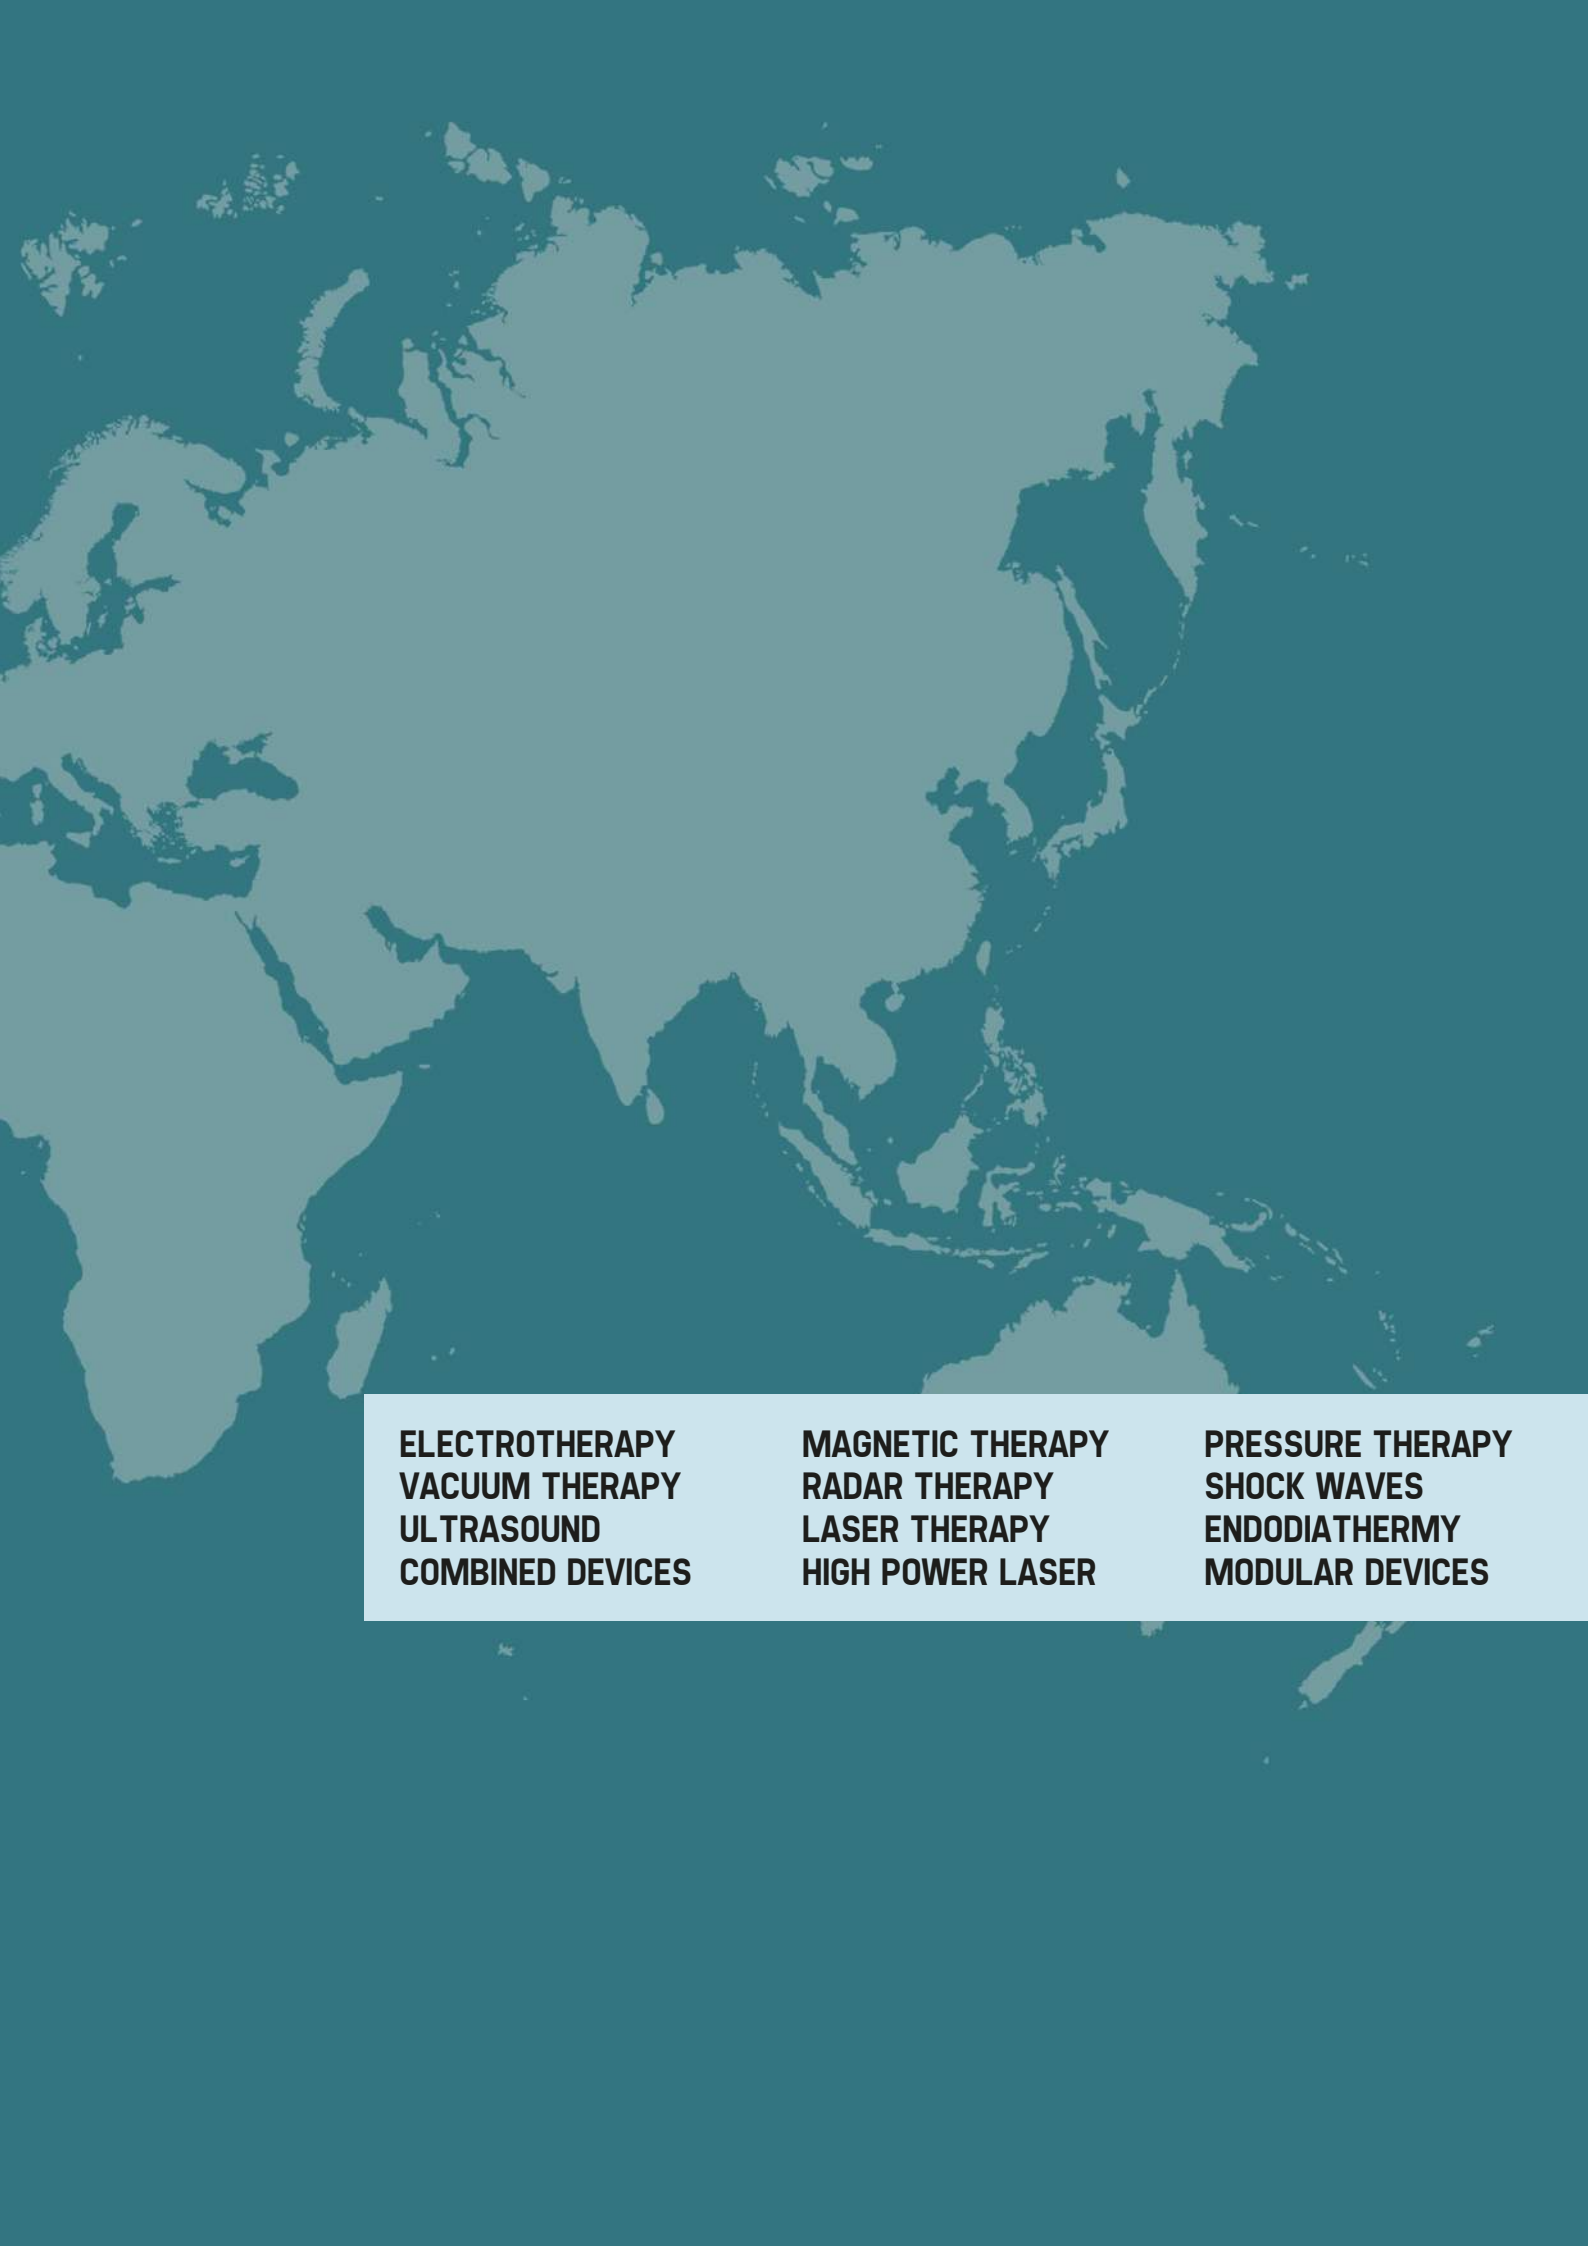 ELECTROTHERAPY
VACUUM THERAPY
ULTRASOUND
COMBINED DEVICES
MAGNETIC THERAPY
RADAR THERAPY
LASER THERAPY
HIGH POWER LASER
PRESSURE THERAPY
SHOCK WAVES
ENDODIATHERMY
MODULAR DEVICES